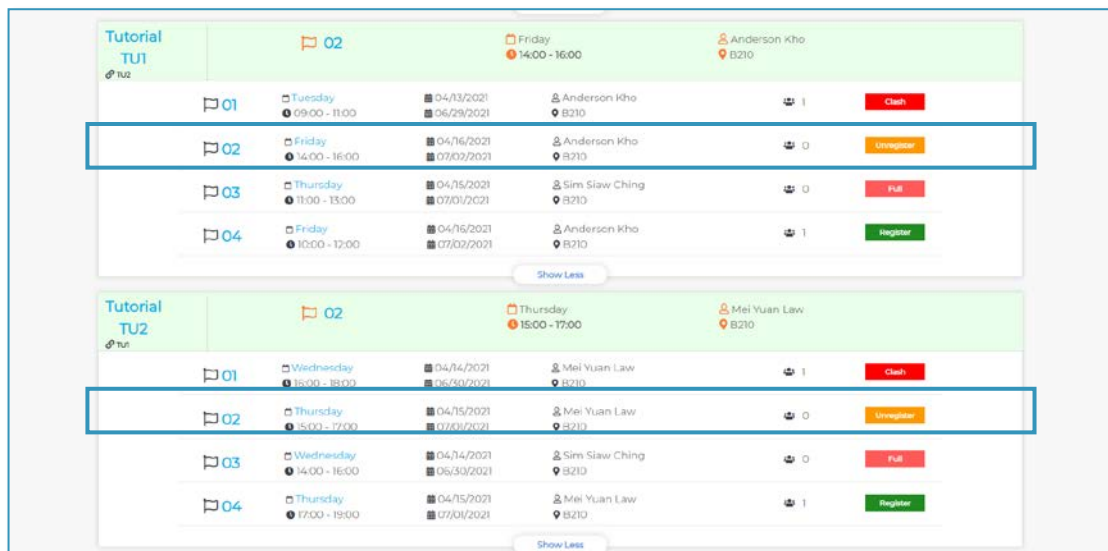 Tutorial TU1 02 Friday Anderson Kho
TU2 14:00 - 16:00 B210
01 Tuesday 04/13/2021 Anderson Kho 1 Clash
09:00 - 11:00 06/29/2021 B210
02 Friday 04/16/2021 Anderson Kho 0 Unregister
14:00 - 16:00 07/02/2021 B210
03 Thursday 04/15/2021 Sim Siaw Ching 0 Full
11:00 - 13:00 07/01/2021 B210
04 Friday 04/16/2021 Anderson Kho 1 Register
10:00 - 12:00 07/02/2021 B210
Show Less
Tutorial TU2 02 Thursday Mei Yuan Law
TU1 15:00 - 17:00 B210
01 Wednesday 04/14/2021 Mei Yuan Law 1 Clash
16:00 - 18:00 06/30/2021 B210
02 Thursday 04/15/2021 Mei Yuan Law 0 Unregister
15:00 - 17:00 07/01/2021 B210
03 Wednesday 04/14/2021 Sim Siaw Ching 0 Full
14:00 - 16:00 06/30/2021 B210
04 Thursday 04/15/2021 Mei Yuan Law 1 Register
17:00 - 19:00 07/01/2021 B210
Show Less